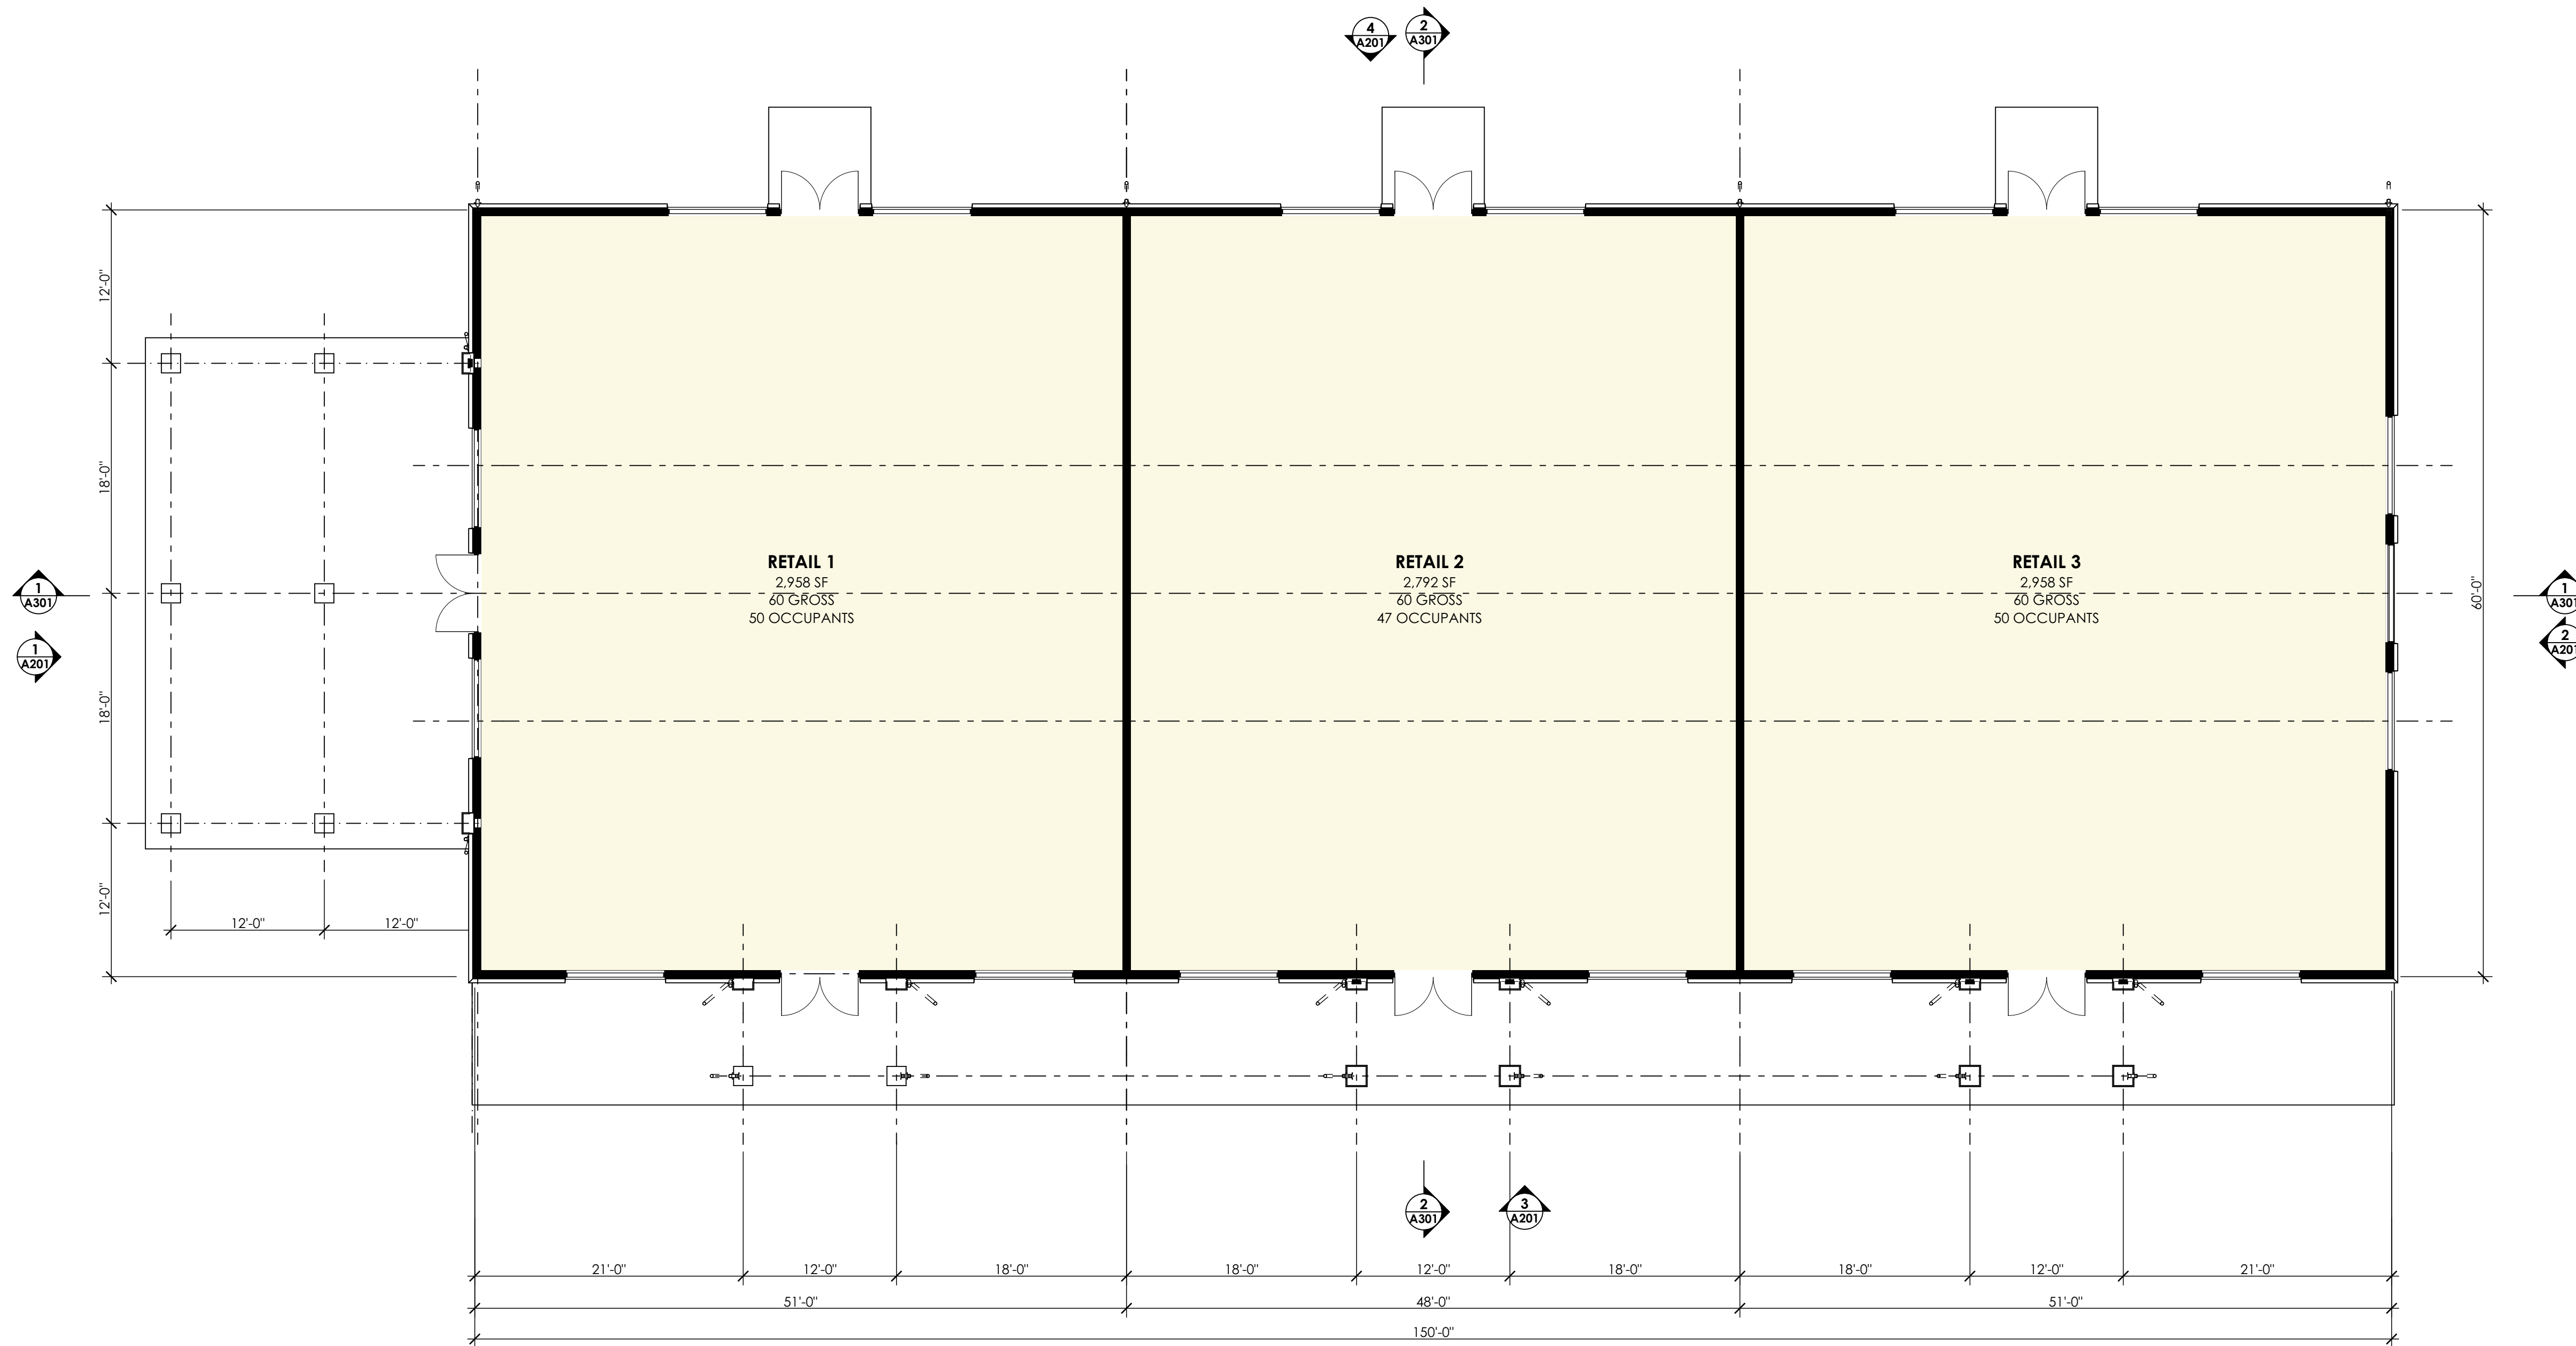 4
A201
2
A301
12'-0"
18'-0"
18'-0"
12'-0"
12'-0"
12'-0"
1
A301
1
A201
RETAIL 1
2,958 SF
60 GROSS
50 OCCUPANTS
RETAIL 2
2,792 SF
60 GROSS
47 OCCUPANTS
RETAIL 3
2,958 SF
60 GROSS
50 OCCUPANTS
60'-0"
1
A301
2
A201
2
A301
3
A201
21'-0"
12'-0"
18'-0"
18'-0"
12'-0"
18'-0"
18'-0"
12'-0"
21'-0"
51'-0"
48'-0"
51'-0"
150'-0"